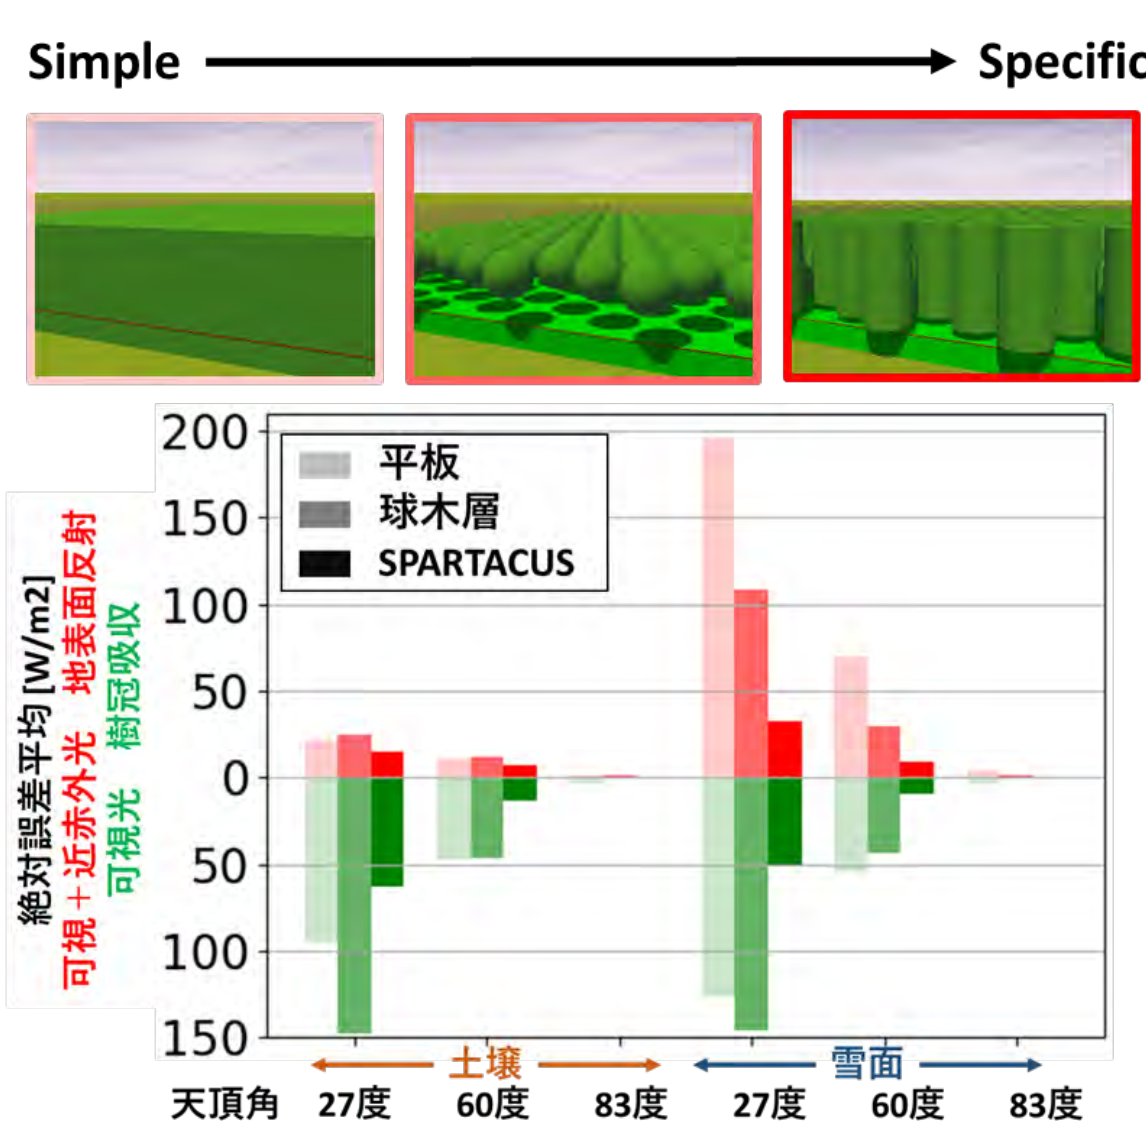 Simple
Specific
200
150
100
50
0
50
100
150
平板
球木層
SPARTACUS
絶対誤差平均 [W/m2]
可視＋近赤外光 地表面反射
可視光 樹冠吸収
土壌
雪面
天頂角 27度 60度 83度 27度 60度 83度